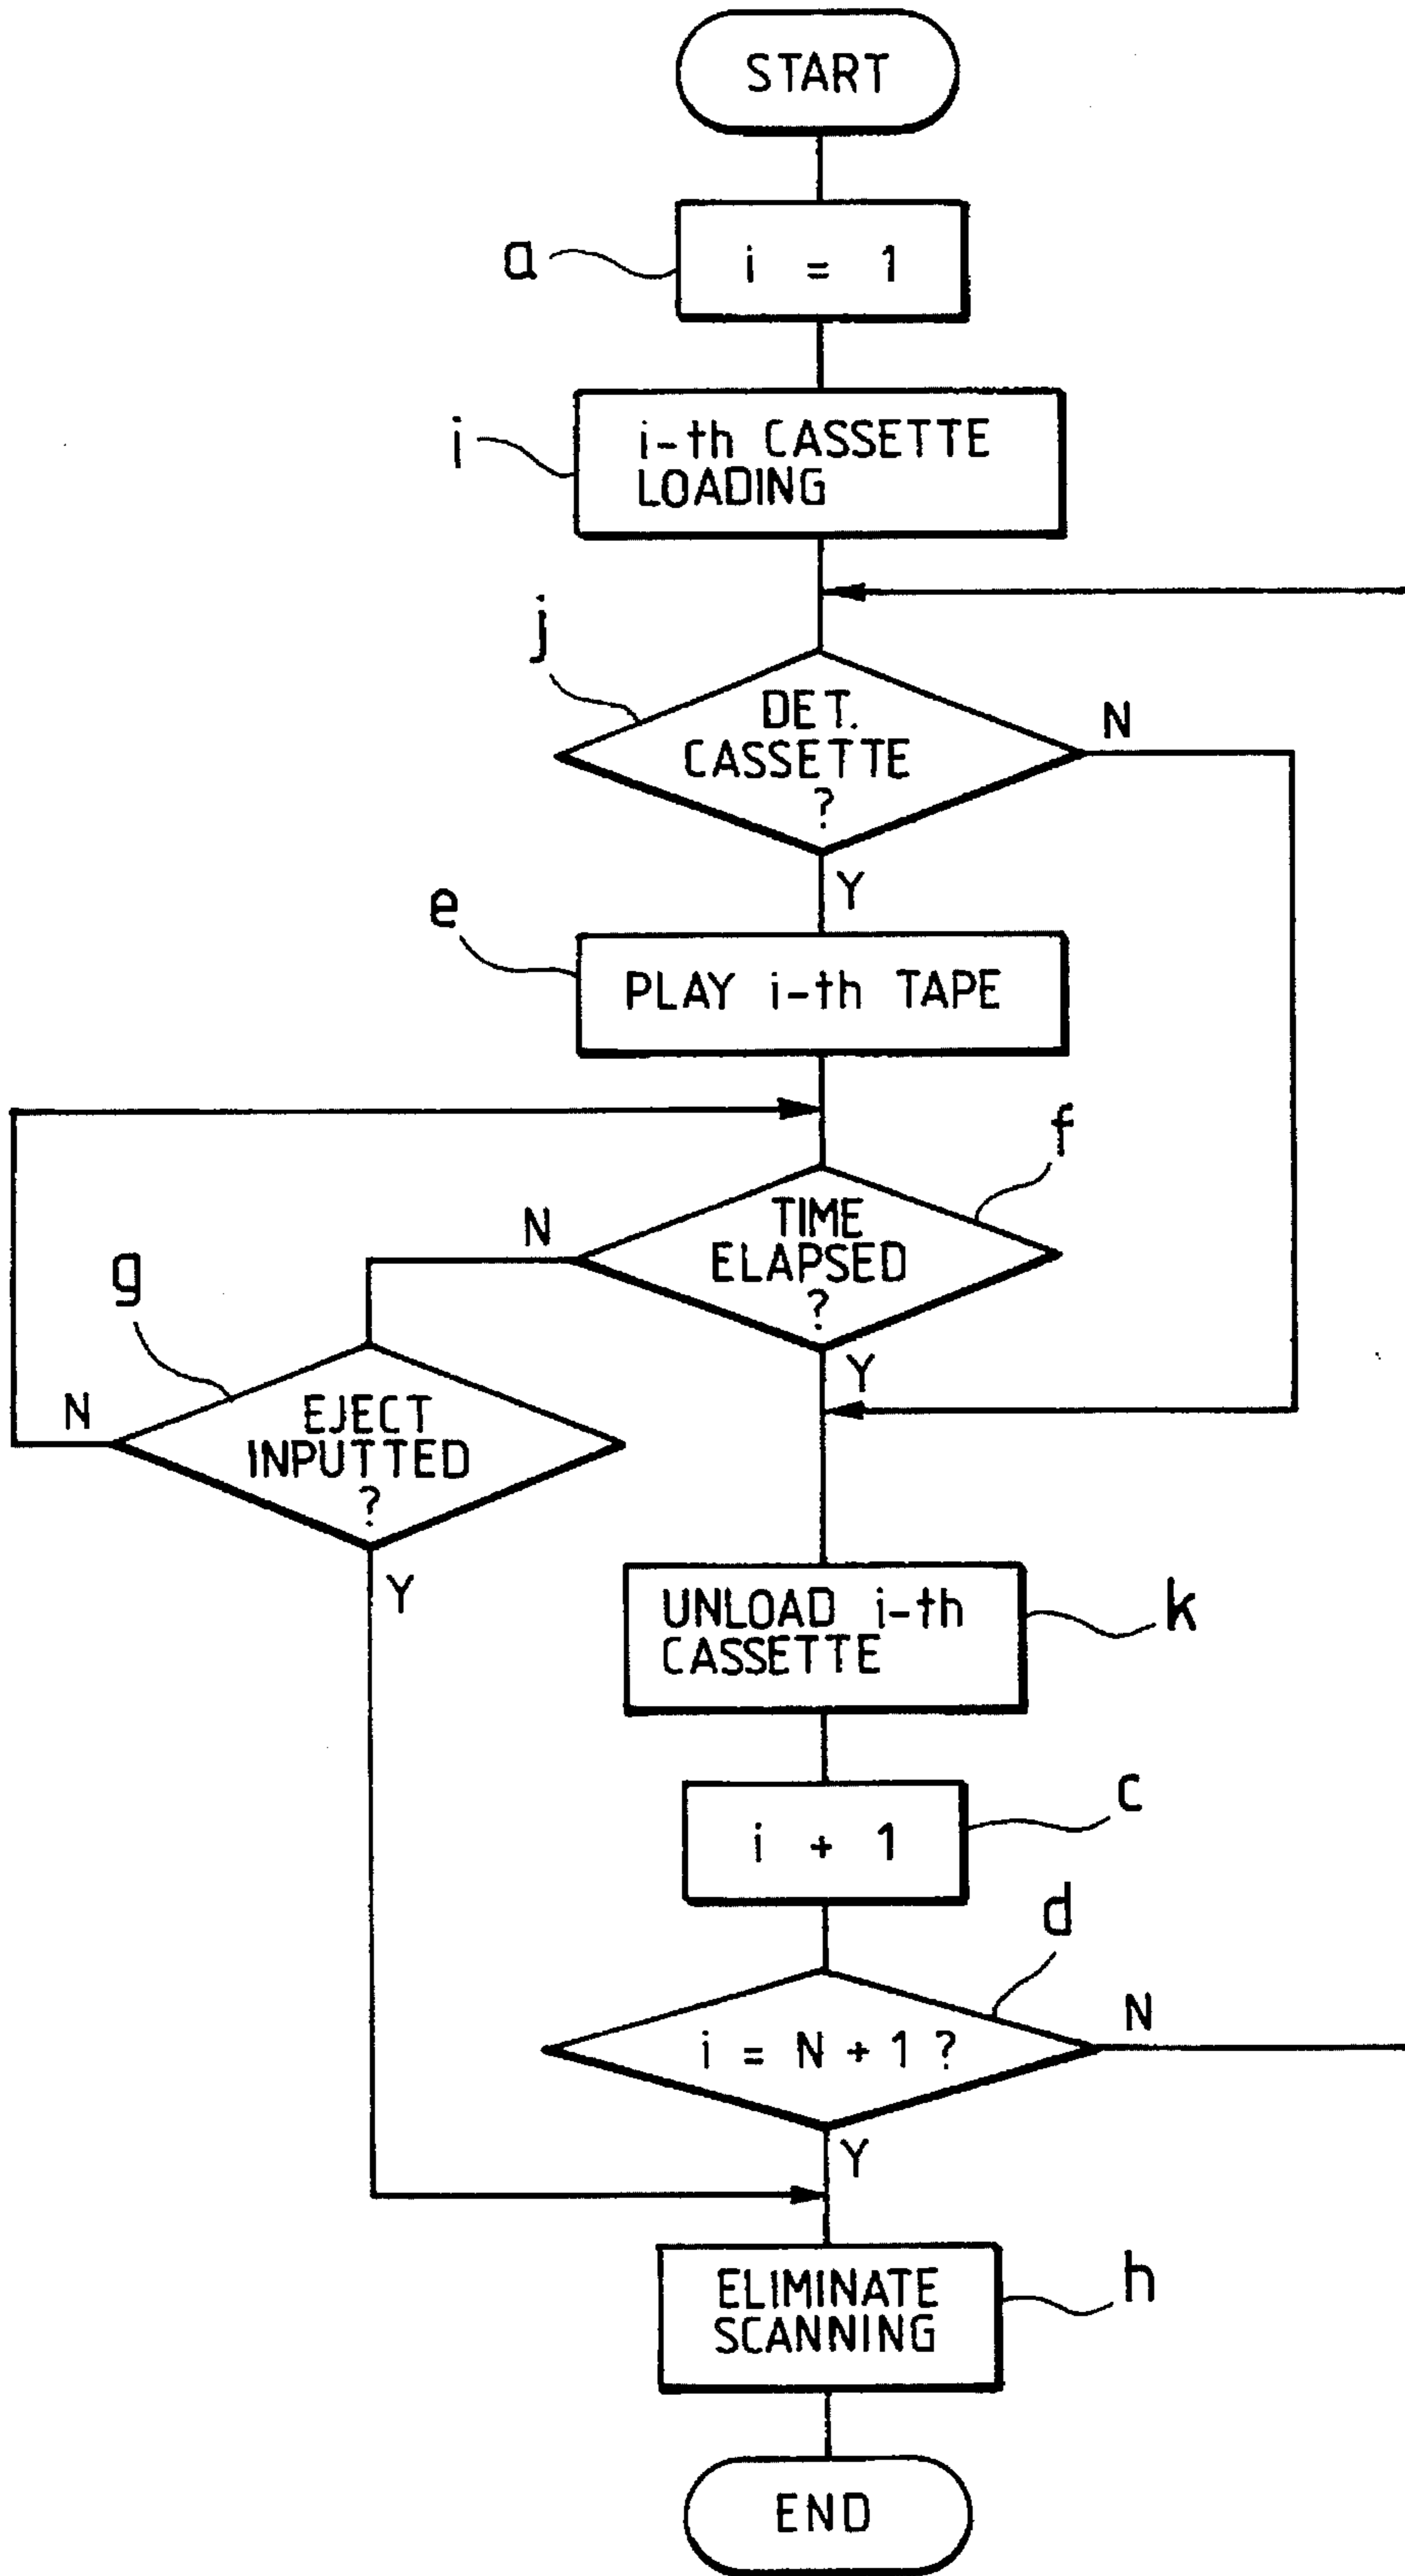 START
a
i = 1
i
i-th CASSETTE
LOADING
j
DET.
CASSETTE
?
N
Y
e
PLAY i-th TAPE
f
TIME
ELAPSED
?
N
Y
g
EJECT
INPUTTED
?
N
Y
UNLOAD i-th
CASSETTE
k
c
i + 1
d
i = N + 1 ?
N
Y
ELIMINATE
SCANNING
h
END